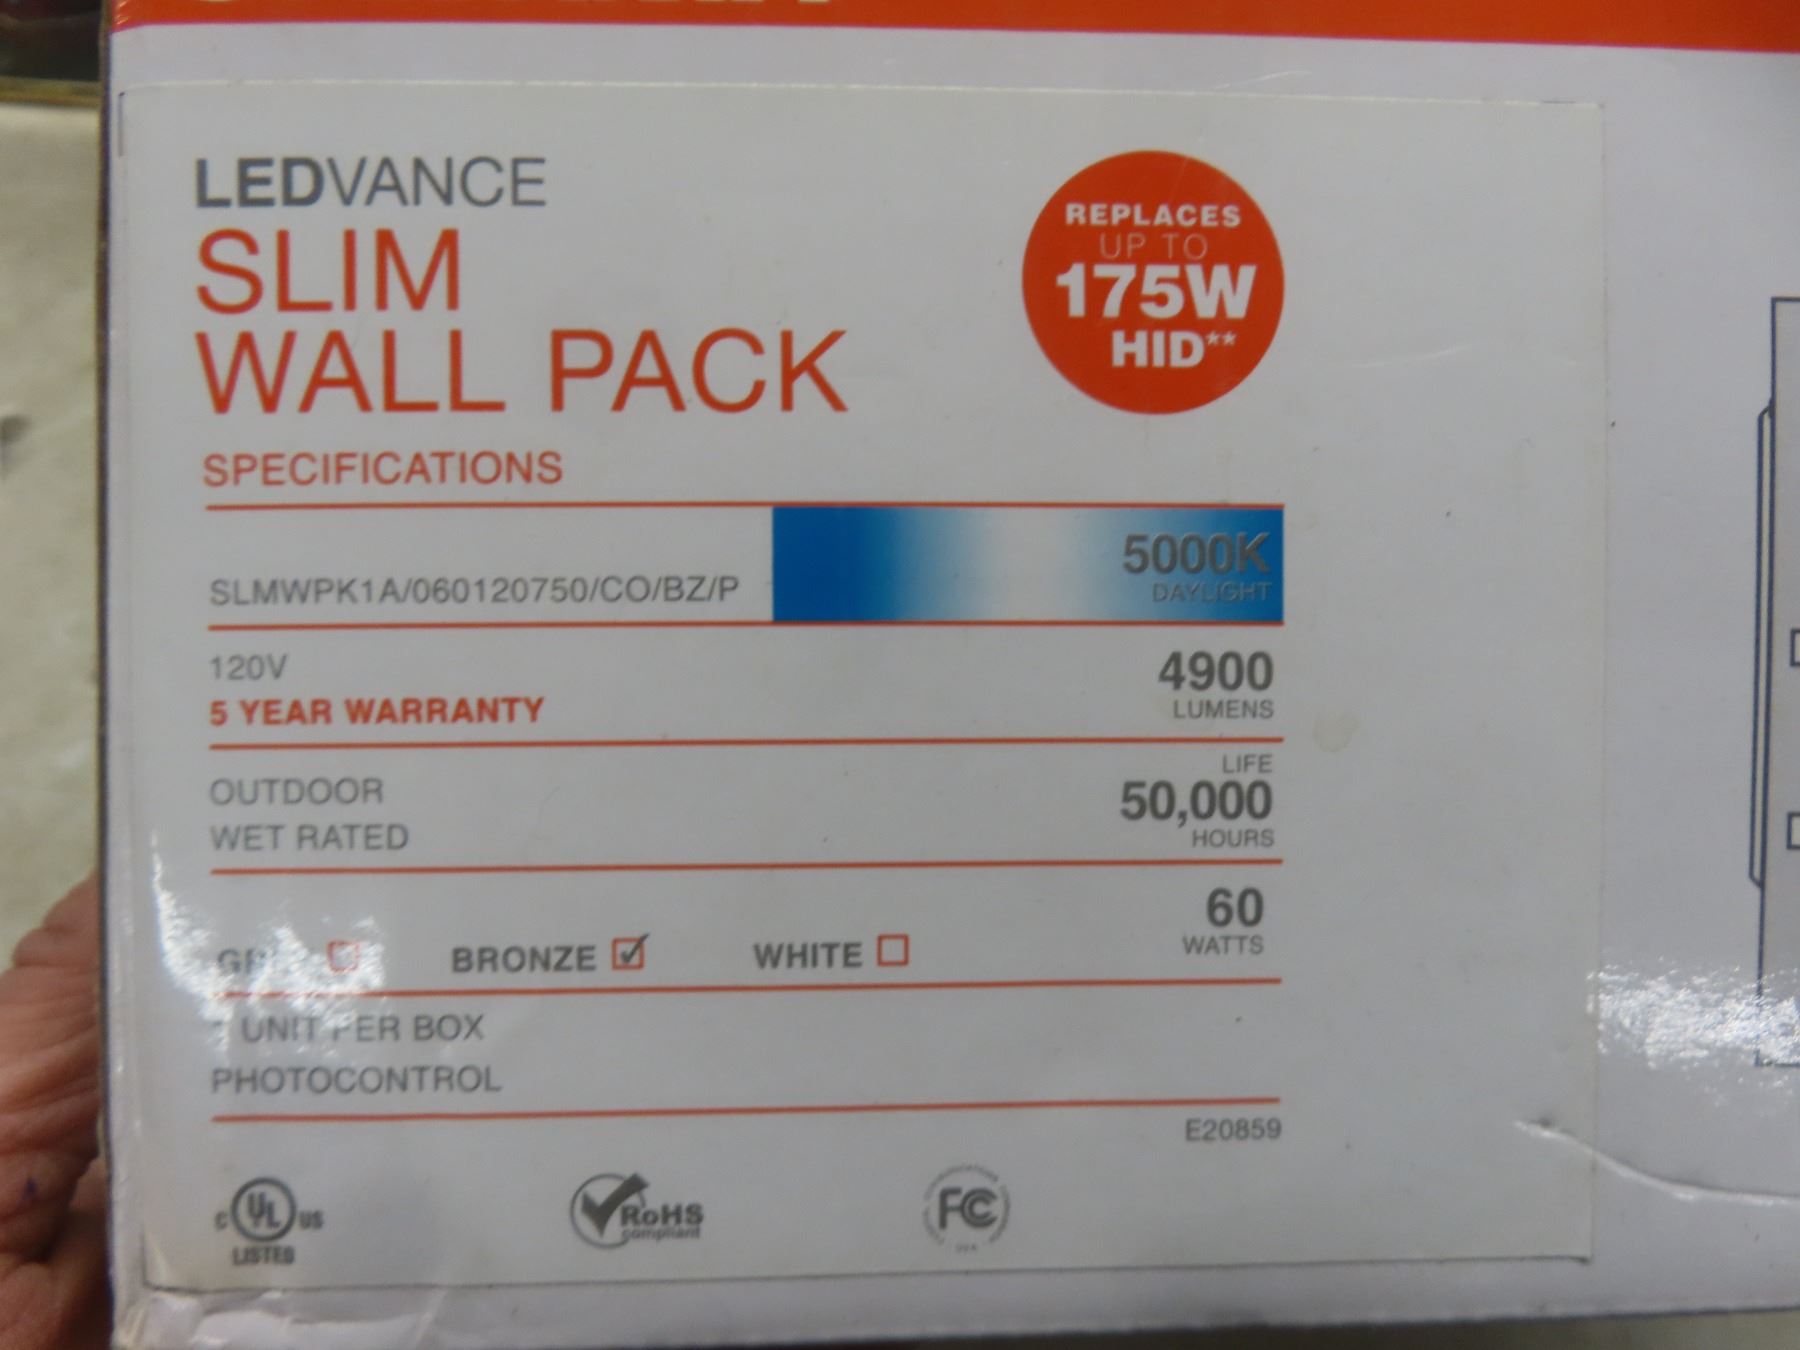 LEDVANCE
SLIM
WALL PACK
REPLACES
UP TO
175W
HID**
SPECIFICATIONS
SLMWPK1A/060120750/CO/BZ/P
5000K
DAYLIGHT
120V
5 YEAR WARRANTY
4900
LUMENS
OUTDOOR
WET RATED
LIFE
50,000
HOURS
BRONZE WHITE
60
WATTS
UNIT PER BOX
PHOTOCONTROL
E20859
C UL US
LISTED
RoHS
compliant
FC